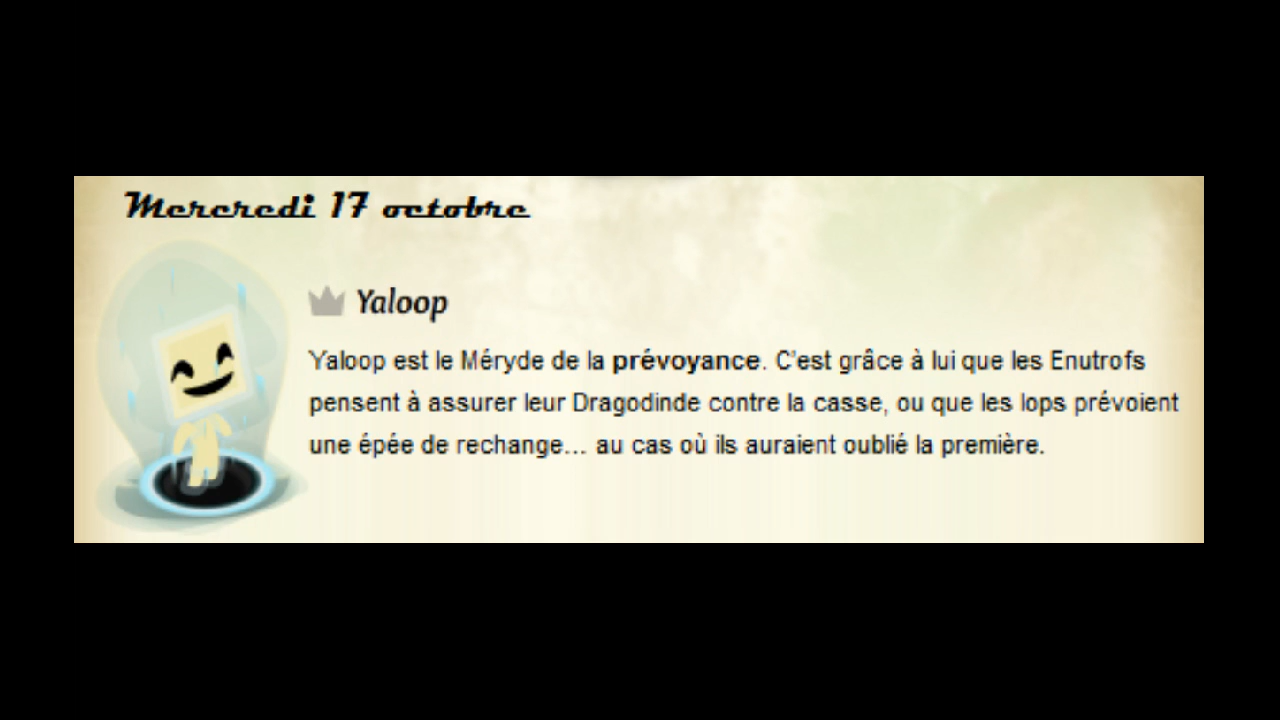 Mercredi 17 octobre
Yaloop
Yaloop est le Méryde de la prévoyance. C'est grâce à lui que les Enutrofs
pensent à assurer leur Dragodinde contre la casse, ou que les Iops prévoient
une épée de rechange... au cas où ils auraient oublié la première.